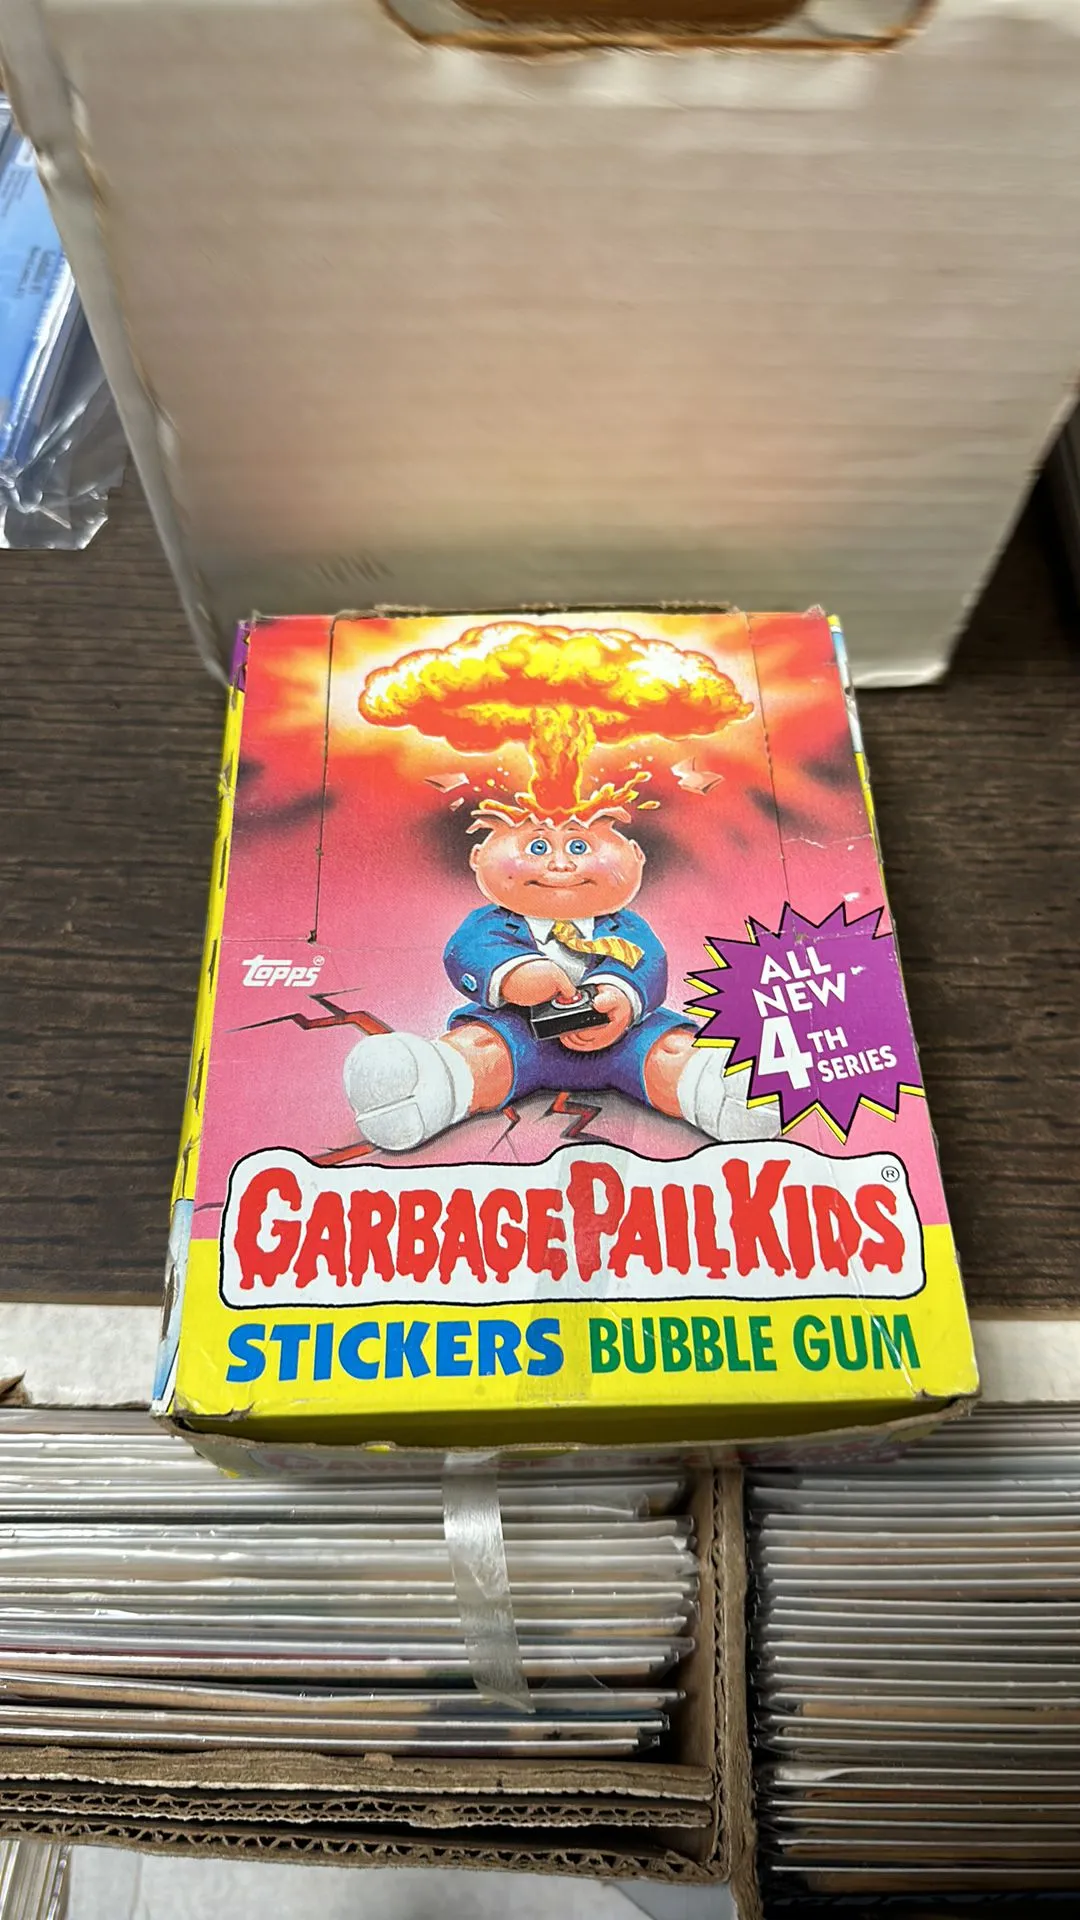 topps®
ALL
NEW
4TH
SERIES
GARBAGE PAIL KIDS®
STICKERS BUBBLE GUM